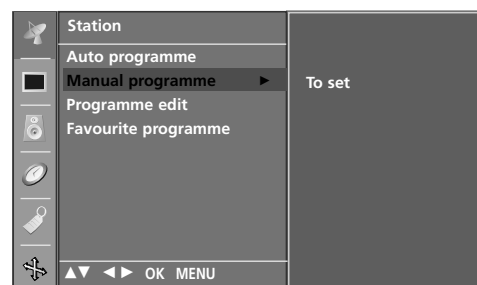 Station
Auto programme
Manual programme ►
To set
Programme edit
Favourite programme
▲▼ ◄► OK MENU